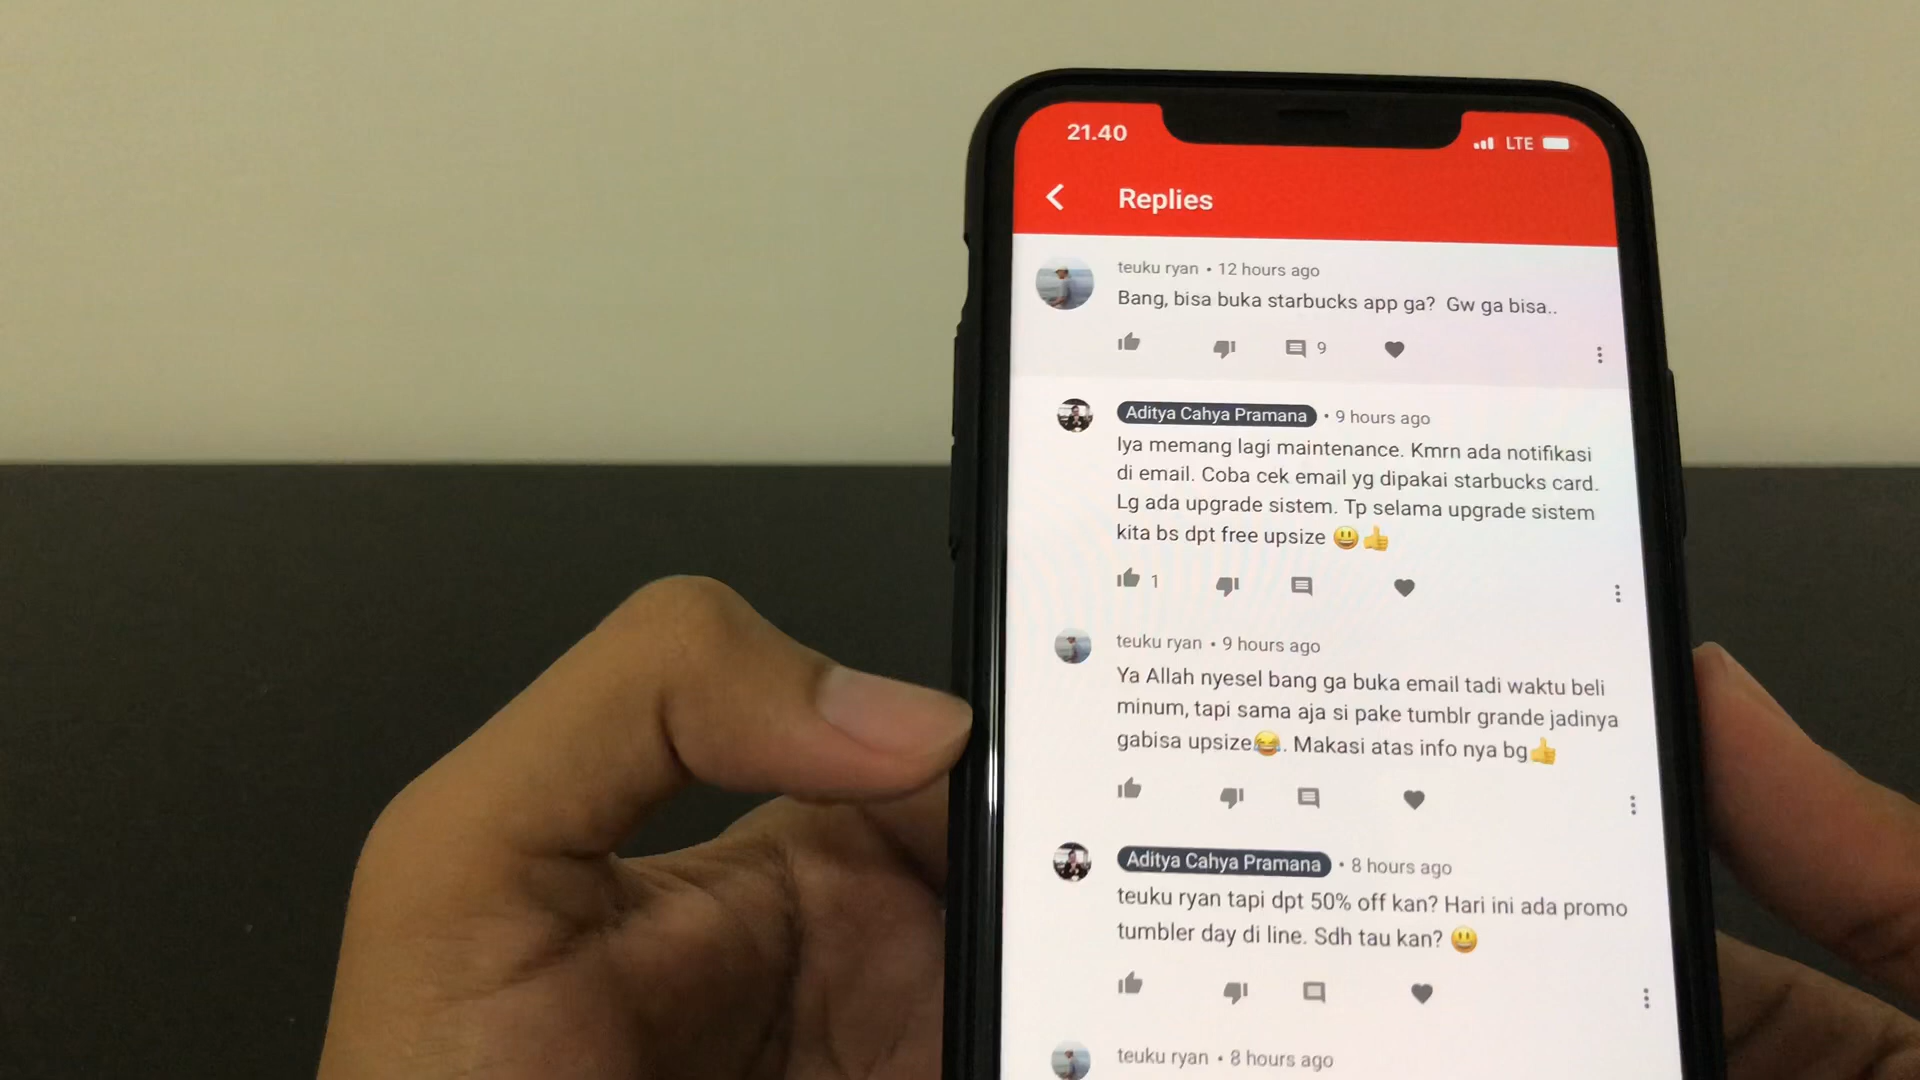 21.40
LTE
Replies
teuku ryan • 12 hours ago
Bang, bisa buka starbucks app ga? Gw ga bisa..
9
Aditya Cahya Pramana • 9 hours ago
Iya memang lagi maintenance. Kmrn ada notifikasi
di email. Coba cek email yg dipakai starbucks card.
Lg ada upgrade sistem. Tp selama upgrade sistem
kita bs dpt free upsize 😃👍
1
teuku ryan • 9 hours ago
Ya Allah nyesel bang ga buka email tadi waktu beli
minum, tapi sama aja si pake tumblr grande jadinya
gabisa upsize😂. Makasi atas info nya bg👍
Aditya Cahya Pramana • 8 hours ago
teuku ryan tapi dpt 50% off kan? Hari ini ada promo
tumbler day di line. Sdh tau kan? 😃
teuku ryan • 8 hours ago